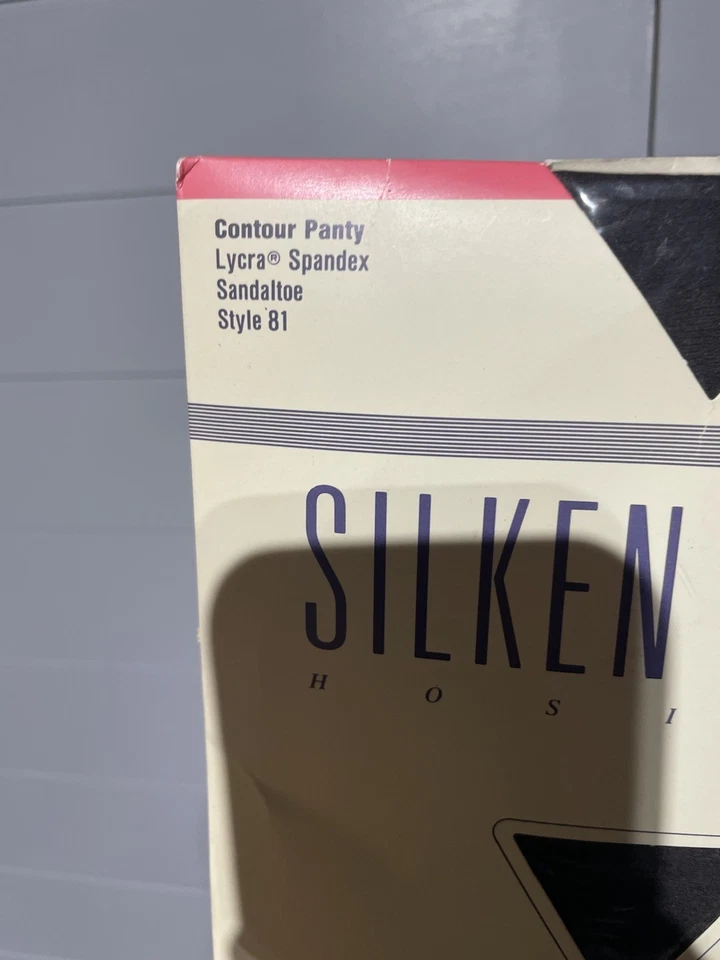 Contour Panty
Lycra® Spandex
Sandaltoe
Style 81
SILKEN
H O S I